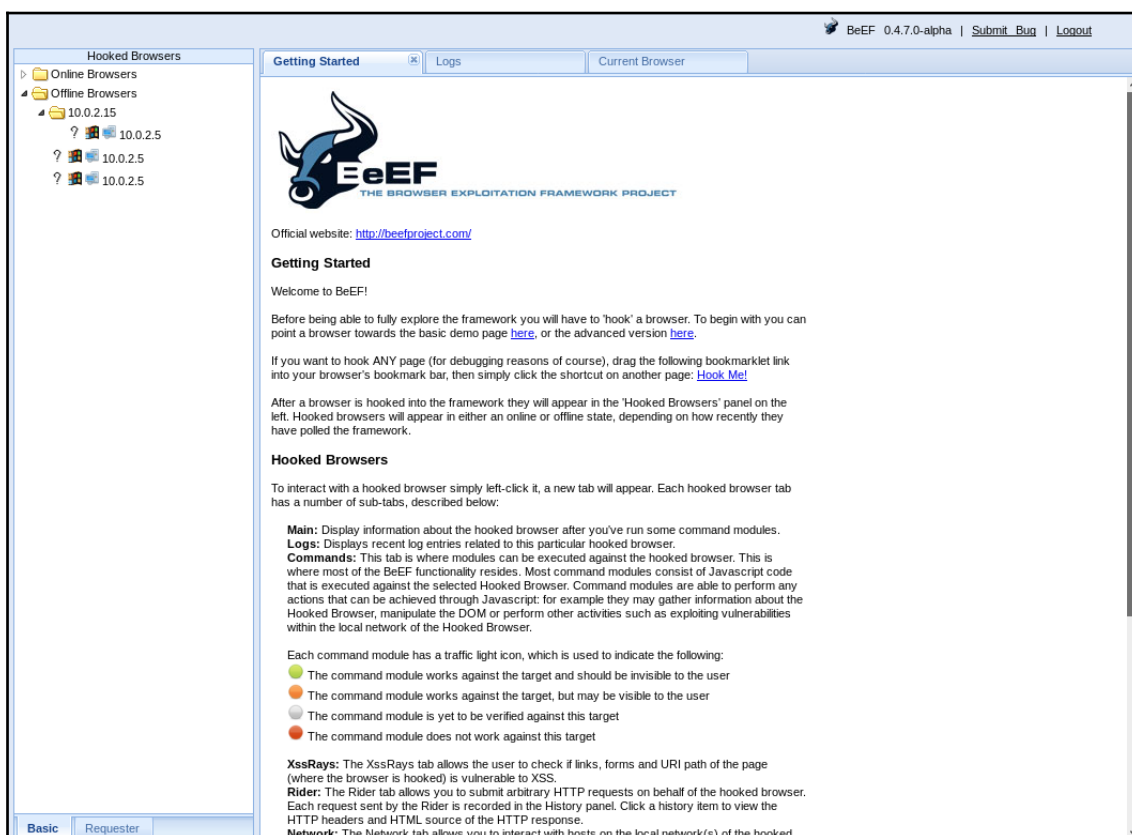 BeEF 0.4.7.0-alpha | Submit Bug | Logout
Hooked Browsers
Getting Started
Logs
Current Browser
Online Browsers
Offline Browsers
10.0.2.15
? 10.0.2.5
? 10.0.2.5
? 10.0.2.5
BeEF
THE BROWSER EXPLOITATION FRAMEWORK PROJECT
Official website: http://beefproject.com/
Getting Started
Welcome to BeEF!
Before being able to fully explore the framework you will have to 'hook' a browser. To begin with you can
point a browser towards the basic demo page here, or the advanced version here.
If you want to hook ANY page (for debugging reasons of course), drag the following bookmarklet link
into your browser's bookmark bar, then simply click the shortcut on another page: Hook Me!
After a browser is hooked into the framework they will appear in the 'Hooked Browsers' panel on the
left. Hooked browsers will appear in either an online or offline state, depending on how recently they
have polled the framework.
Hooked Browsers
To interact with a hooked browser simply left-click it, a new tab will appear. Each hooked browser tab
has a number of sub-tabs, described below:
Main: Display information about the hooked browser after you've run some command modules.
Logs: Displays recent log entries related to this particular hooked browser.
Commands: This tab is where modules can be executed against the hooked browser. This is
where most of the BeEF functionality resides. Most command modules consist of Javascript code
that is executed against the selected Hooked Browser. Command modules are able to perform any
actions that can be achieved through Javascript: for example they may gather information about the
Hooked Browser, manipulate the DOM or perform other activities such as exploiting vulnerabilities
within the local network of the Hooked Browser.
Each command module has a traffic light icon, which is used to indicate the following:
The command module works against the target and should be invisible to the user
The command module works against the target, but may be visible to the user
The command module is yet to be verified against this target
The command module does not work against this target
XssRays: The XssRays tab allows the user to check if links, forms and URI path of the page
(where the browser is hooked) is vulnerable to XSS.
Rider: The Rider tab allows you to submit arbitrary HTTP requests on behalf of the hooked browser.
Each request sent by the Rider is recorded in the History panel. Click a history item to view the
HTTP headers and HTML source of the HTTP response.
Network: The Network tab allows you to interact with hosts on the local network(s) of the hooked
Basic
Requester